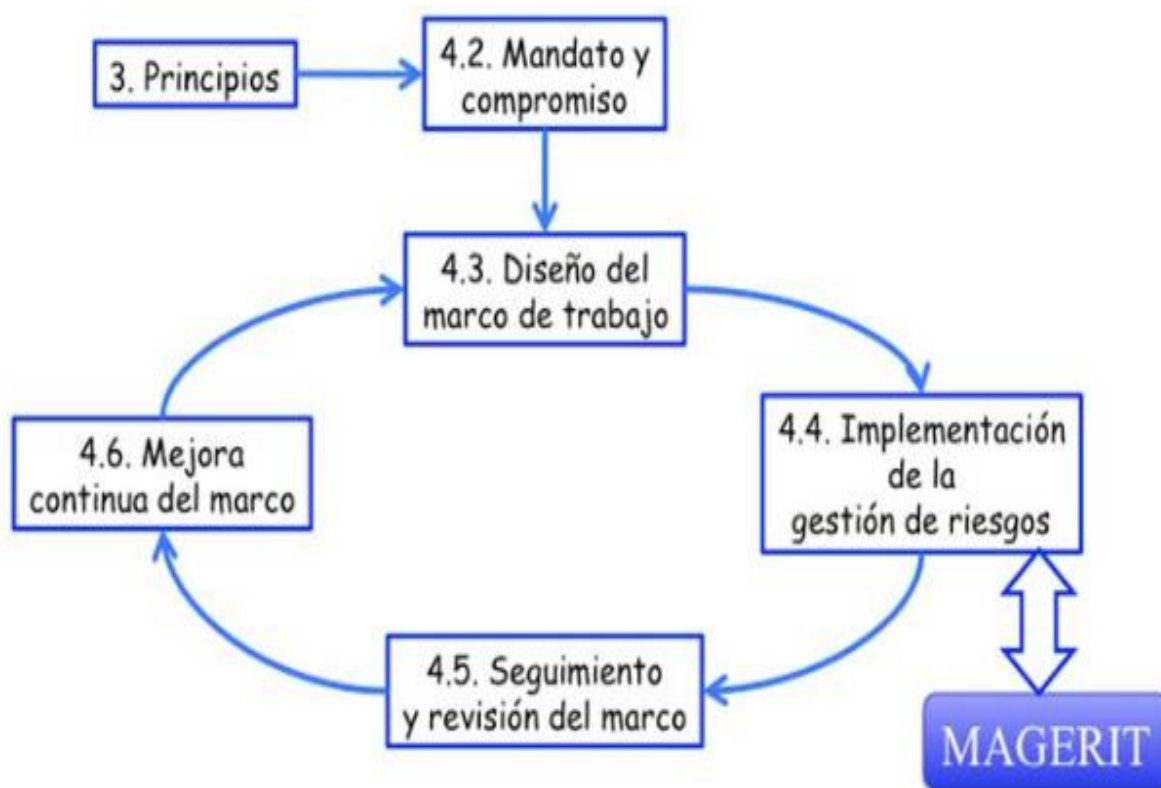 3. Principios
4.2. Mandato y
compromiso
4.3. Diseño del
marco de trabajo
4.4. Implementación
de la
gestión de riesgos
4.6. Mejora
continua del marco
4.5. Seguimiento
y revisión del marco
MAGERIT